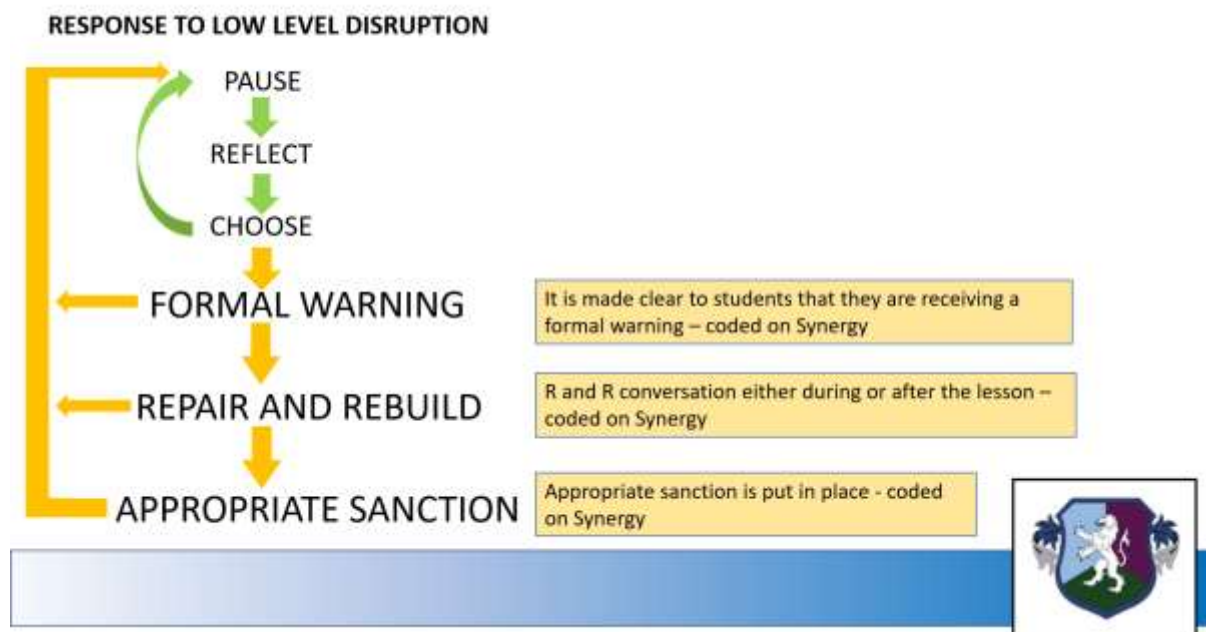 RESPONSE TO LOW LEVEL DISRUPTION
PAUSE
REFLECT
CHOOSE
FORMAL WARNING
It is made clear to students that they are receiving a
formal warning – coded on Synergy
REPAIR AND REBUILD
R and R conversation either during or after the lesson –
coded on Synergy
APPROPRIATE SANCTION
Appropriate sanction is put in place - coded
on Synergy